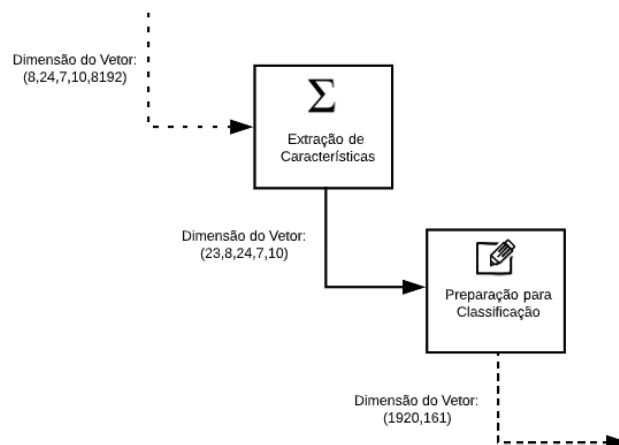 Dimensão do Vetor:
(8,24,7,10,8192)
Σ
Extração de
Características
Dimensão do Vetor:
(23,8,24,7,10)
Preparação para
Classificação
Dimensão do Vetor:
(1920,161)